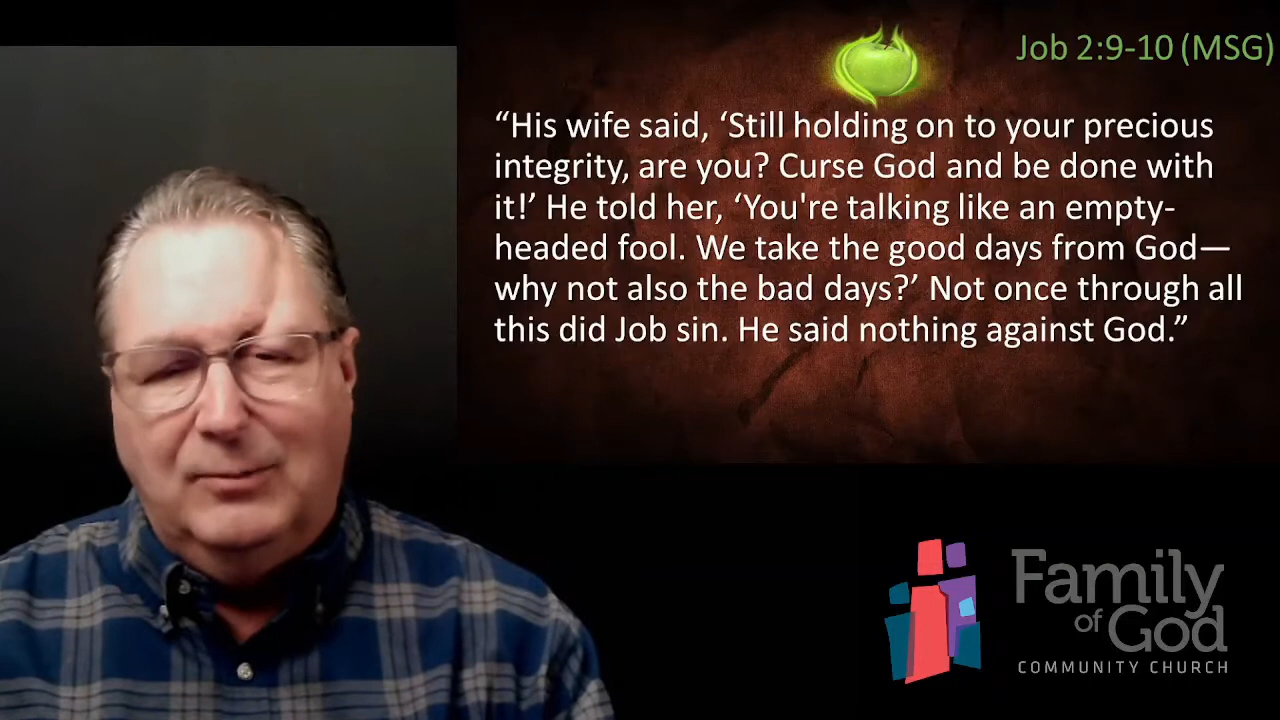 Job 2:9-10 (MSG)
“His wife said, ‘Still holding on to your precious
integrity, are you? Curse God and be done with
it!’ He told her, ‘You're talking like an empty-
headed fool. We take the good days from God—
why not also the bad days?’ Not once through all
this did Job sin. He said nothing against God.”
Family
of God
COMMUNITY CHURCH